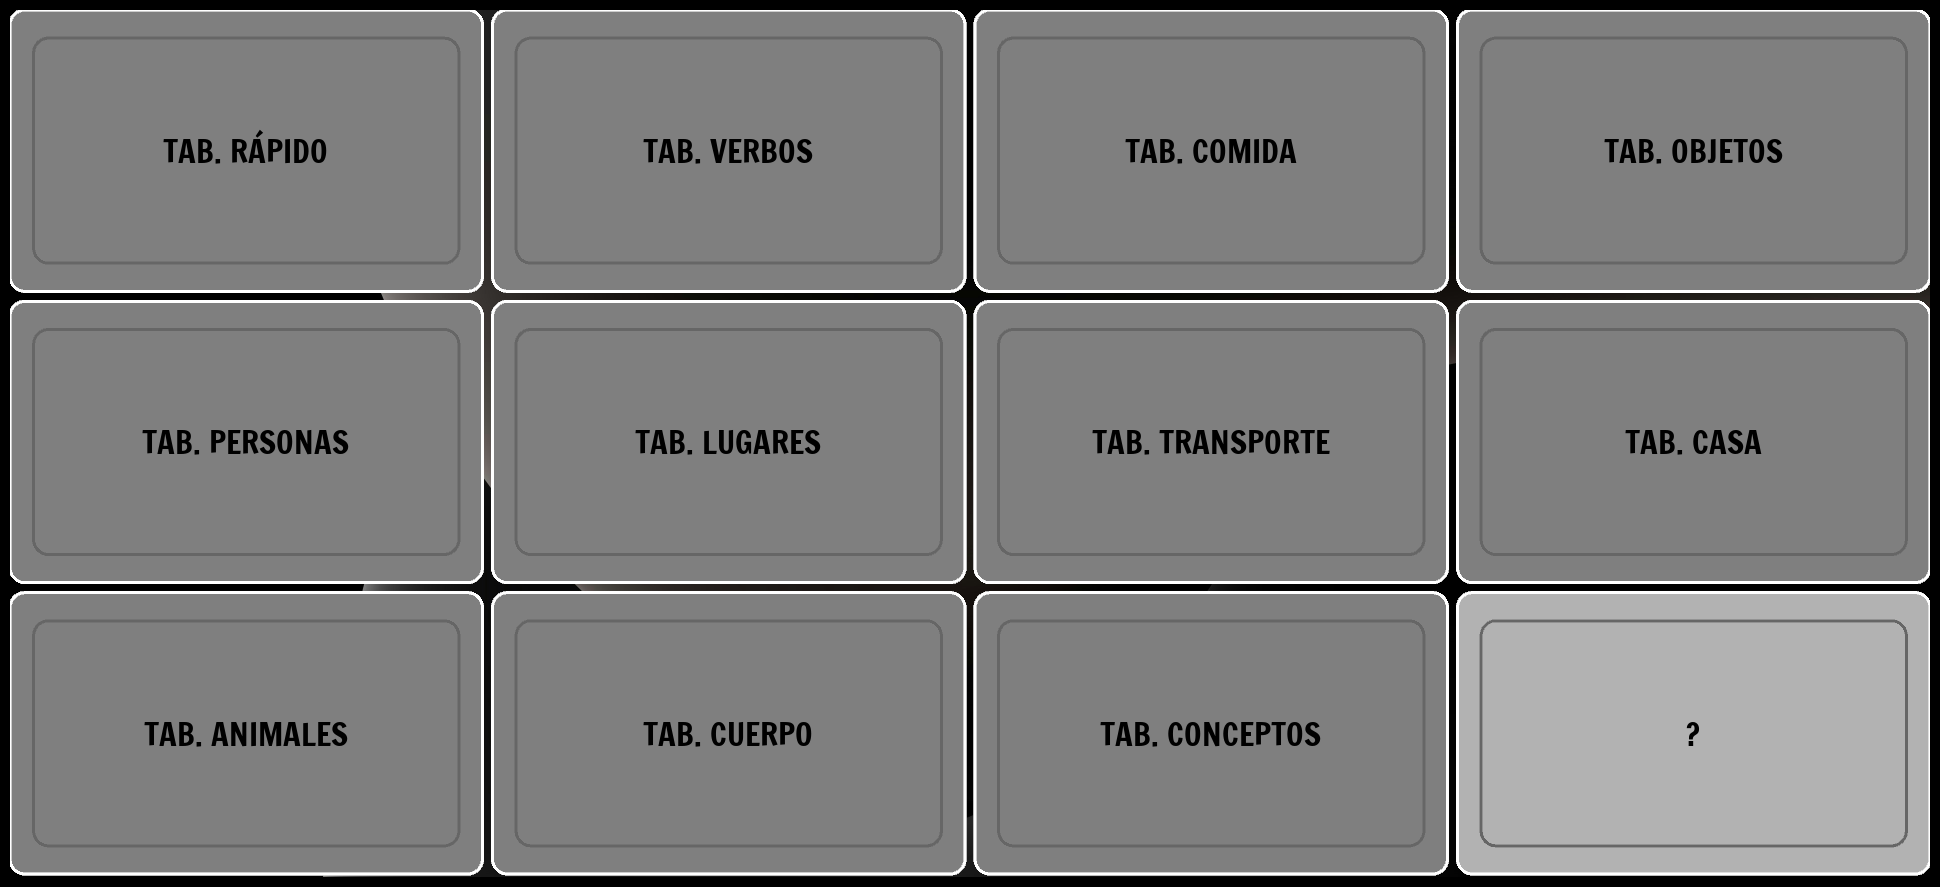 TAB. RÁPIDO
TAB. VERBOS
TAB. COMIDA
TAB. OBJETOS
TAB. PERSONAS
TAB. LUGARES
TAB. TRANSPORTE
TAB. CASA
TAB. ANIMALES
TAB. CUERPO
TAB. CONCEPTOS
?